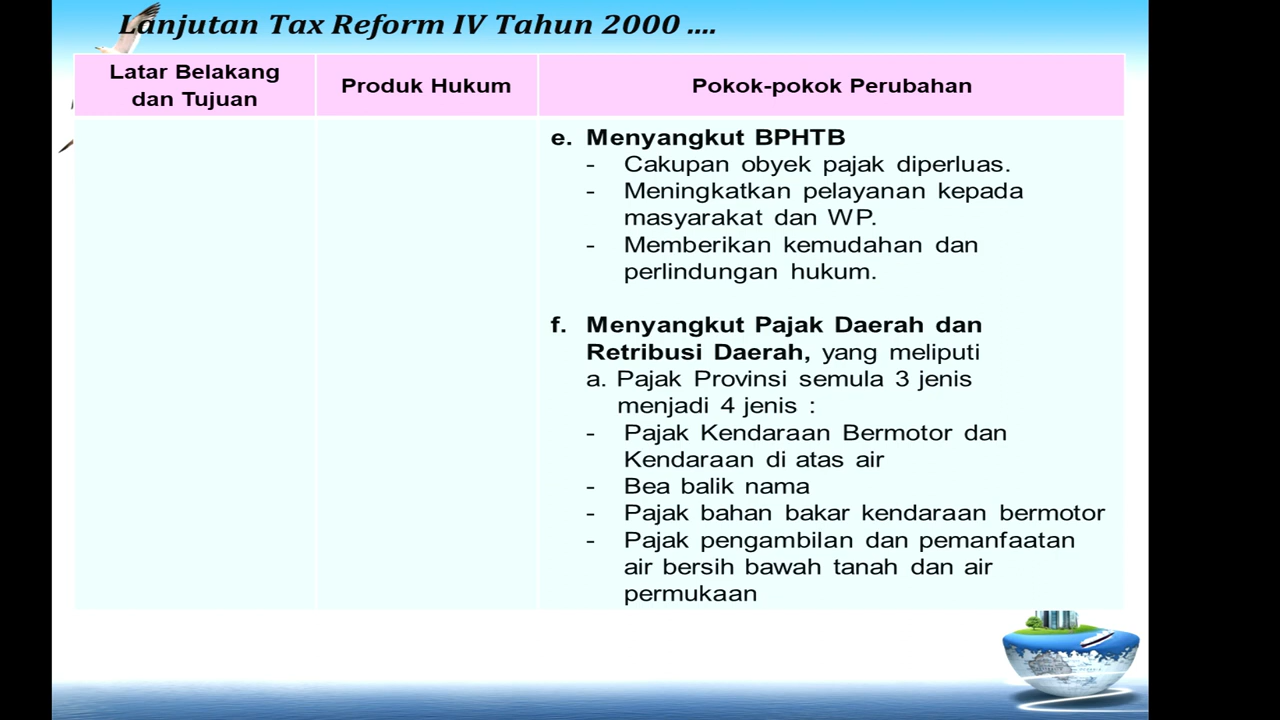 Lanjutan Tax Reform IV Tahun 2000 ....
Latar Belakang
dan Tujuan
Produk Hukum
Pokok-pokok Perubahan
e. Menyangkut BPHTB
- Cakupan obyek pajak diperluas.
- Meningkatkan pelayanan kepada
masyarakat dan WP.
- Memberikan kemudahan dan
perlindungan hukum.
f. Menyangkut Pajak Daerah dan
Retribusi Daerah, yang meliputi
a. Pajak Provinsi semula 3 jenis
menjadi 4 jenis :
- Pajak Kendaraan Bermotor dan
Kendaraan di atas air
- Bea balik nama
- Pajak bahan bakar kendaraan bermotor
- Pajak pengambilan dan pemanfaatan
air bersih bawah tanah dan air
permukaan